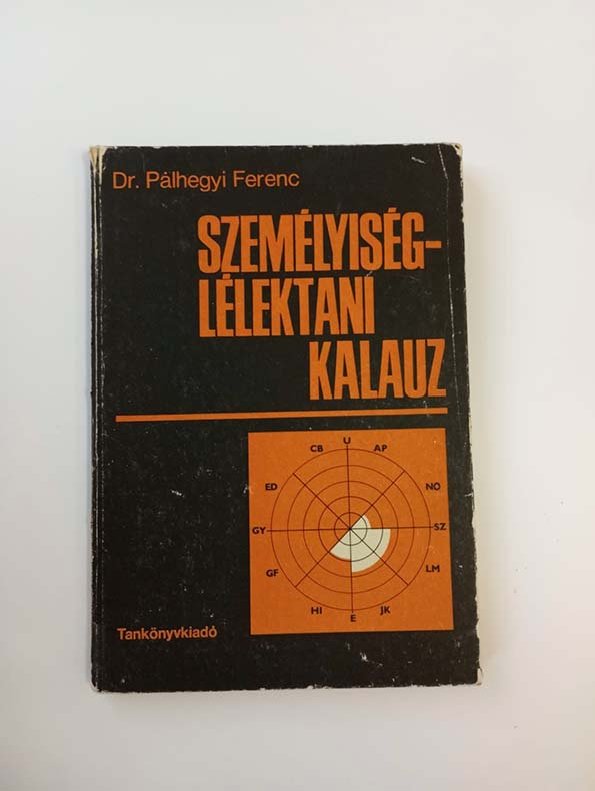 Dr. Pálhegyi Ferenc
SZEMÉLYISÉG-
LÉLEKTANI
KALAUZ
U
CB
AP
ED
NO
GY
SZ
GF
LM
HI
JK
E
Tankönyvkiadó